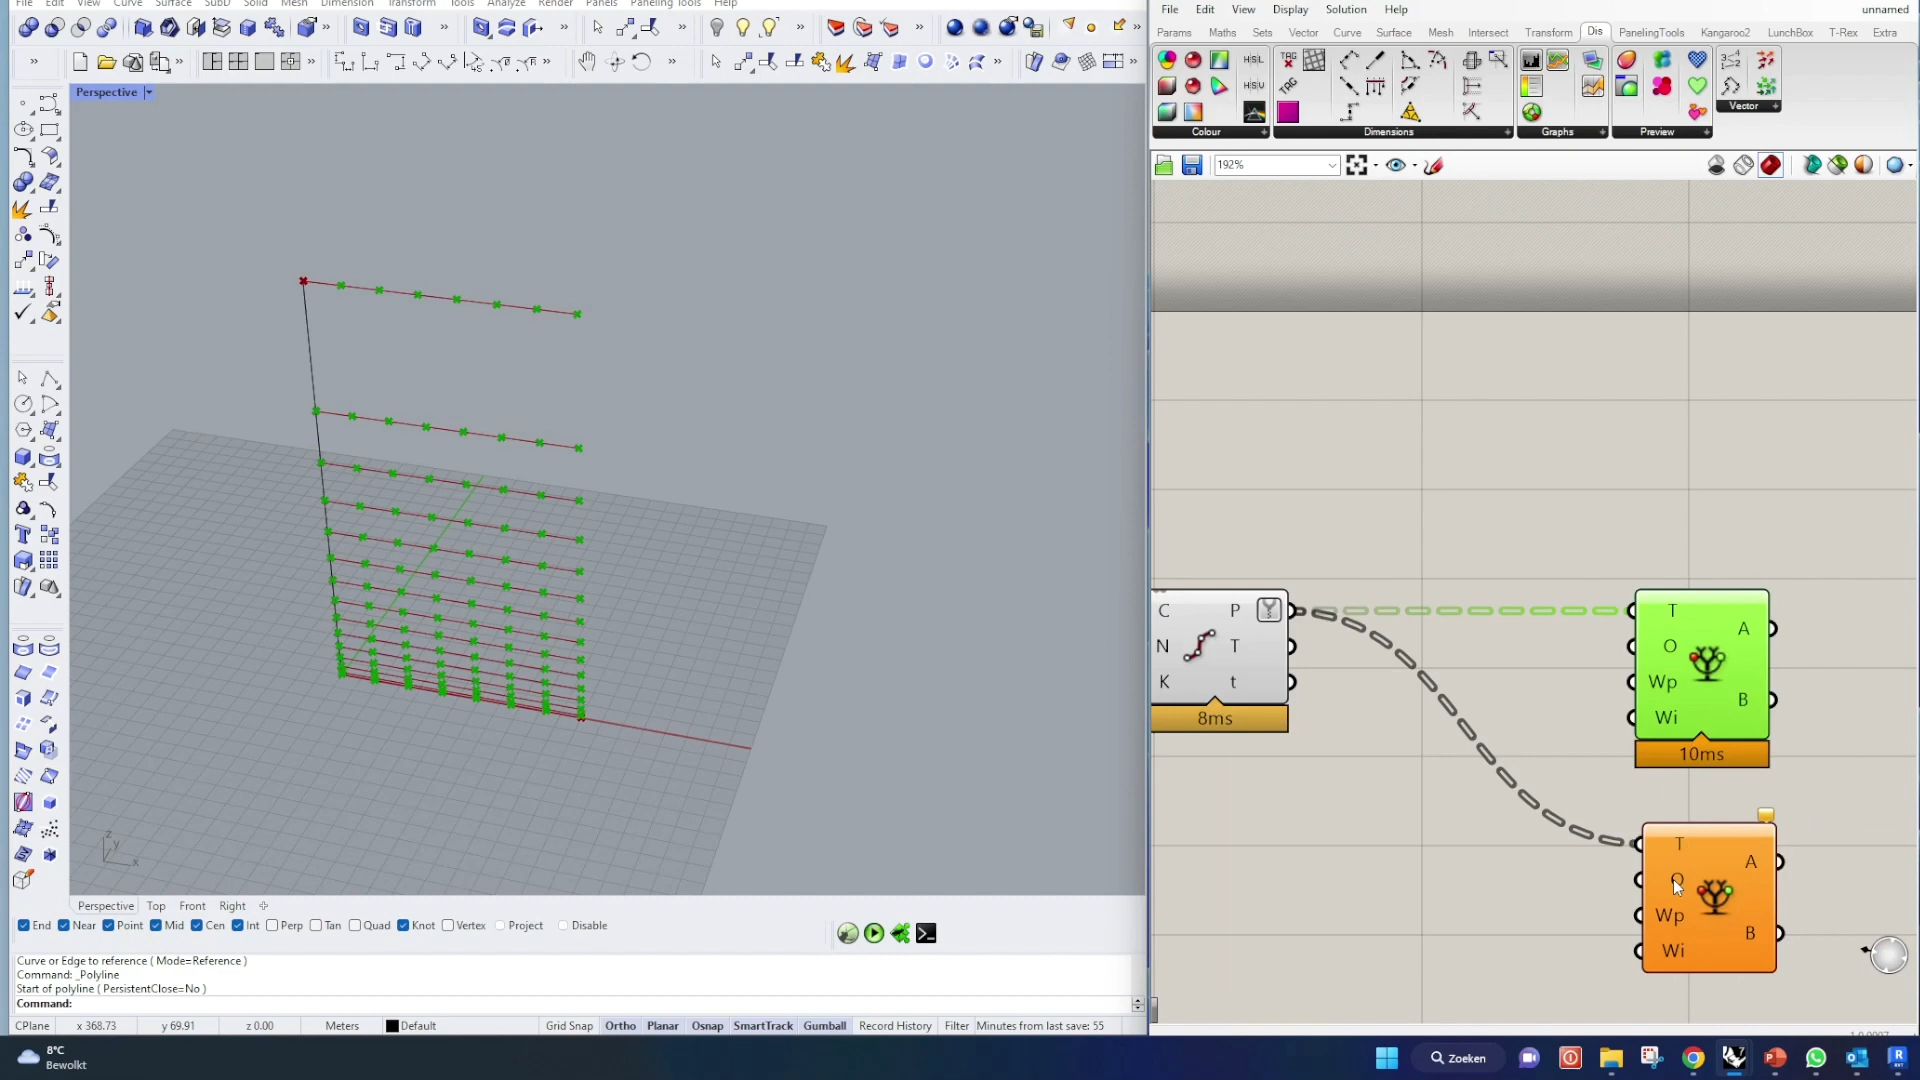 File Edit View Curve Surface SubD Solid Mesh Dimension Transform Tools Analyze Render Panels Paneling Tools Help
File Edit View Display Solution Help
unnamed
Params Maths Sets Vector Curve Surface Mesh Intersect Transform Dis PanelingTools Kangaroo2 LunchBox T-Rex Extra
Perspective
TAG
HSL
TAG
HSV
Colour Dimensions Graphs Preview Vector
192%
C P
N T
K t
8ms
T
O
Wp
Wi
A
B
10ms
T
O
Wp
Wi
A
B
z
y
x
Perspective Top Front Right
End Near Point Mid Cen Int Perp Tan Quad Knot Vertex Project Disable
Curve or Edge to reference ( Mode=Reference )
Command: _Polyline
Start of polyline ( PersistentClose=No )
Command:
CPlane x 368.73 y 69.91 z 0.00 Meters Default Grid Snap Ortho Planar Osnap SmartTrack Gumball Record History Filter Minutes from last save: 55
8°C
Bewolkt
Zoeken